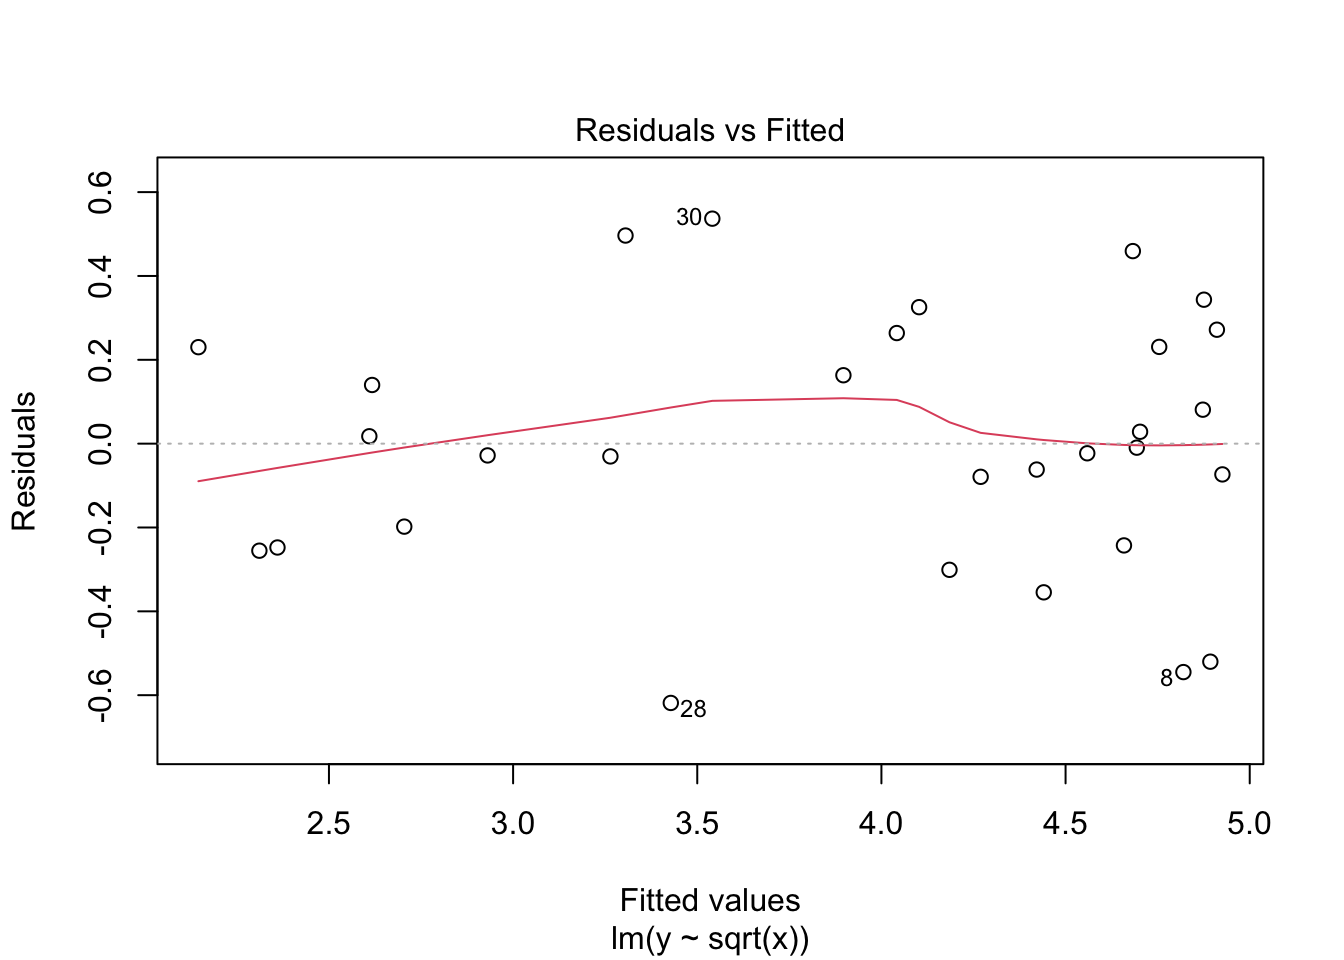 Residuals vs Fitted
0.6
0.4
0.2
0.0
-0.2
-0.4
-0.6
Residuals
30
28
8
2.5 3.0 3.5 4.0 4.5 5.0
Fitted values
lm(y ~ sqrt(x))